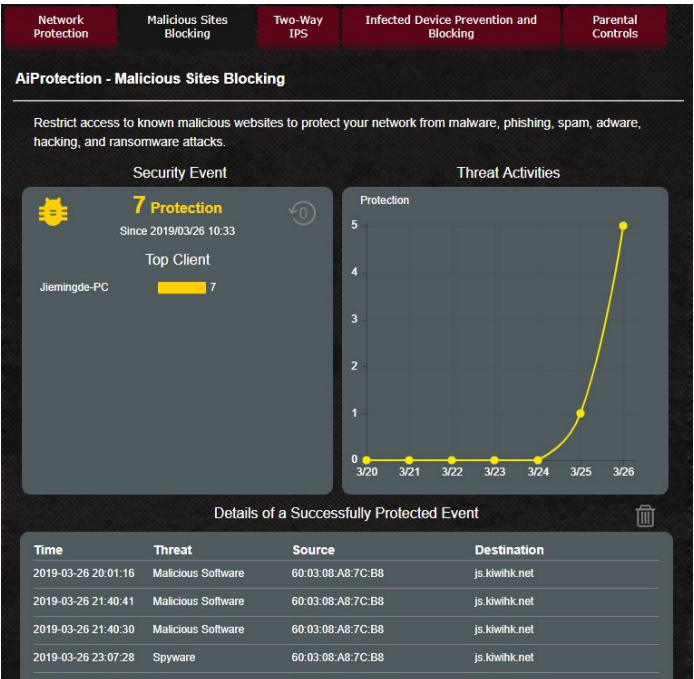 Network Protection
Malicious Sites Blocking
Two-Way IPS
Infected Device Prevention and Blocking
Parental Controls
AiProtection - Malicious Sites Blocking
Restrict access to known malicious websites to protect your network from malware, phishing, spam, adware,
hacking, and ransomware attacks.
Security Event
7 Protection
0
Since 2019/03/26 10:33
Top Client
Jiemingde-PC 7
Threat Activities
Protection
5
4
3
2
1
0
3/20 3/21 3/22 3/23 3/24 3/25 3/26
Details of a Successfully Protected Event
Time Threat Source Destination
2019-03-26 20:01:16 Malicious Software 60:03:08:A8:7C:B8 js.kiwihk.net
2019-03-26 21:40:41 Malicious Software 60:03:08:A8:7C:B8 js.kiwihk.net
2019-03-26 21:40:30 Malicious Software 60:03:08:A8:7C:B8 js.kiwihk.net
2019-03-26 23:07:28 Spyware 60:03:08:A8:7C:B8 js.kiwihk.net